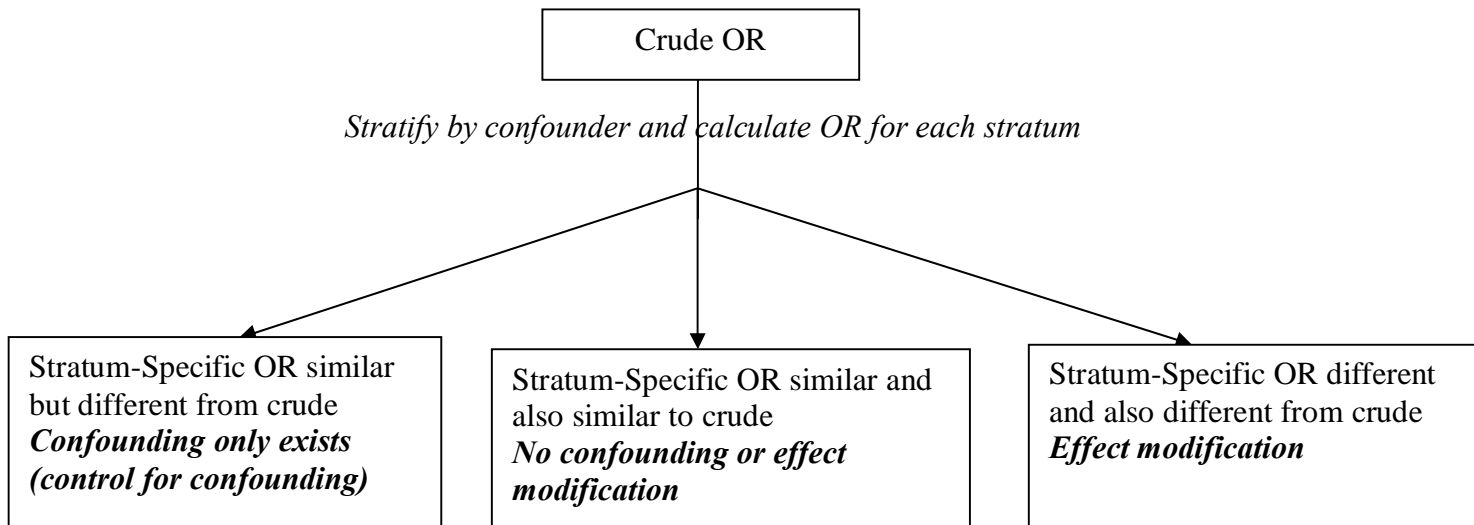 Crude OR
Stratify by confounder and calculate OR for each stratum
Stratum-Specific OR similar
but different from crude
Confounding only exists
(control for confounding)
Stratum-Specific OR similar and
also similar to crude
No confounding or effect
modification
Stratum-Specific OR different
and also different from crude
Effect modification